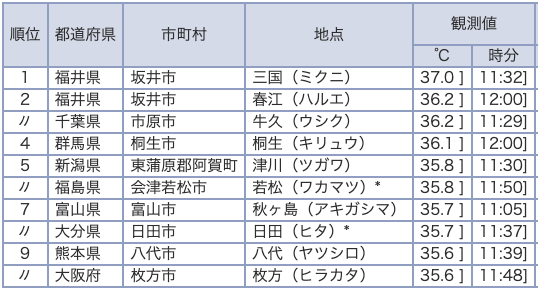 順位 都道府県 市町村 地点 観測値
℃ 時分
1 福井県 坂井市 三国（ミクニ） 37.0 ] 11:32]
2 福井県 坂井市 春江（ハルエ） 36.2 ] 12:00]
〃 千葉県 市原市 牛久（ウシク） 36.2 ] 11:29]
4 群馬県 桐生市 桐生（キリュウ） 36.1 ] 12:00]
5 新潟県 東蒲原郡阿賀町 津川（ツガワ） 35.8 ] 11:30]
〃 福島県 会津若松市 若松（ワカマツ）* 35.8 ] 11:50]
7 富山県 富山市 秋ヶ島（アキガシマ） 35.7 ] 11:05]
〃 大分県 日田市 日田（ヒタ）* 35.7 ] 11:37]
9 熊本県 八代市 八代（ヤツシロ） 35.6 ] 11:39]
〃 大阪府 枚方市 枚方（ヒラカタ） 35.6 ] 11:48]